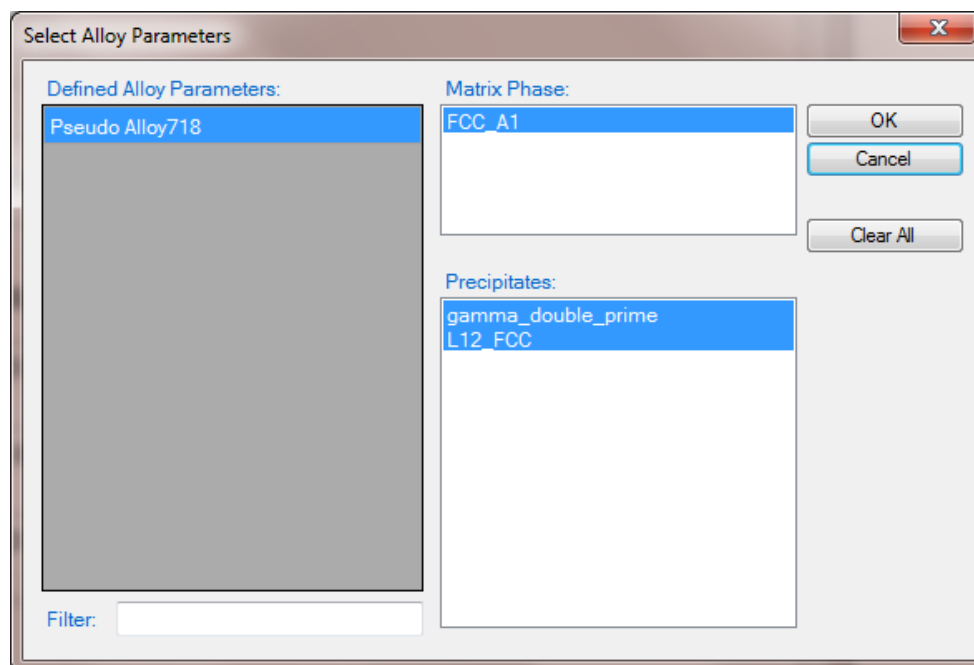 Select Alloy Parameters
Defined Alloy Parameters:
Pseudo Alloy718
Filter:
Matrix Phase:
FCC_A1
Precipitates:
gamma_double_prime
L12_FCC
OK
Cancel
Clear All